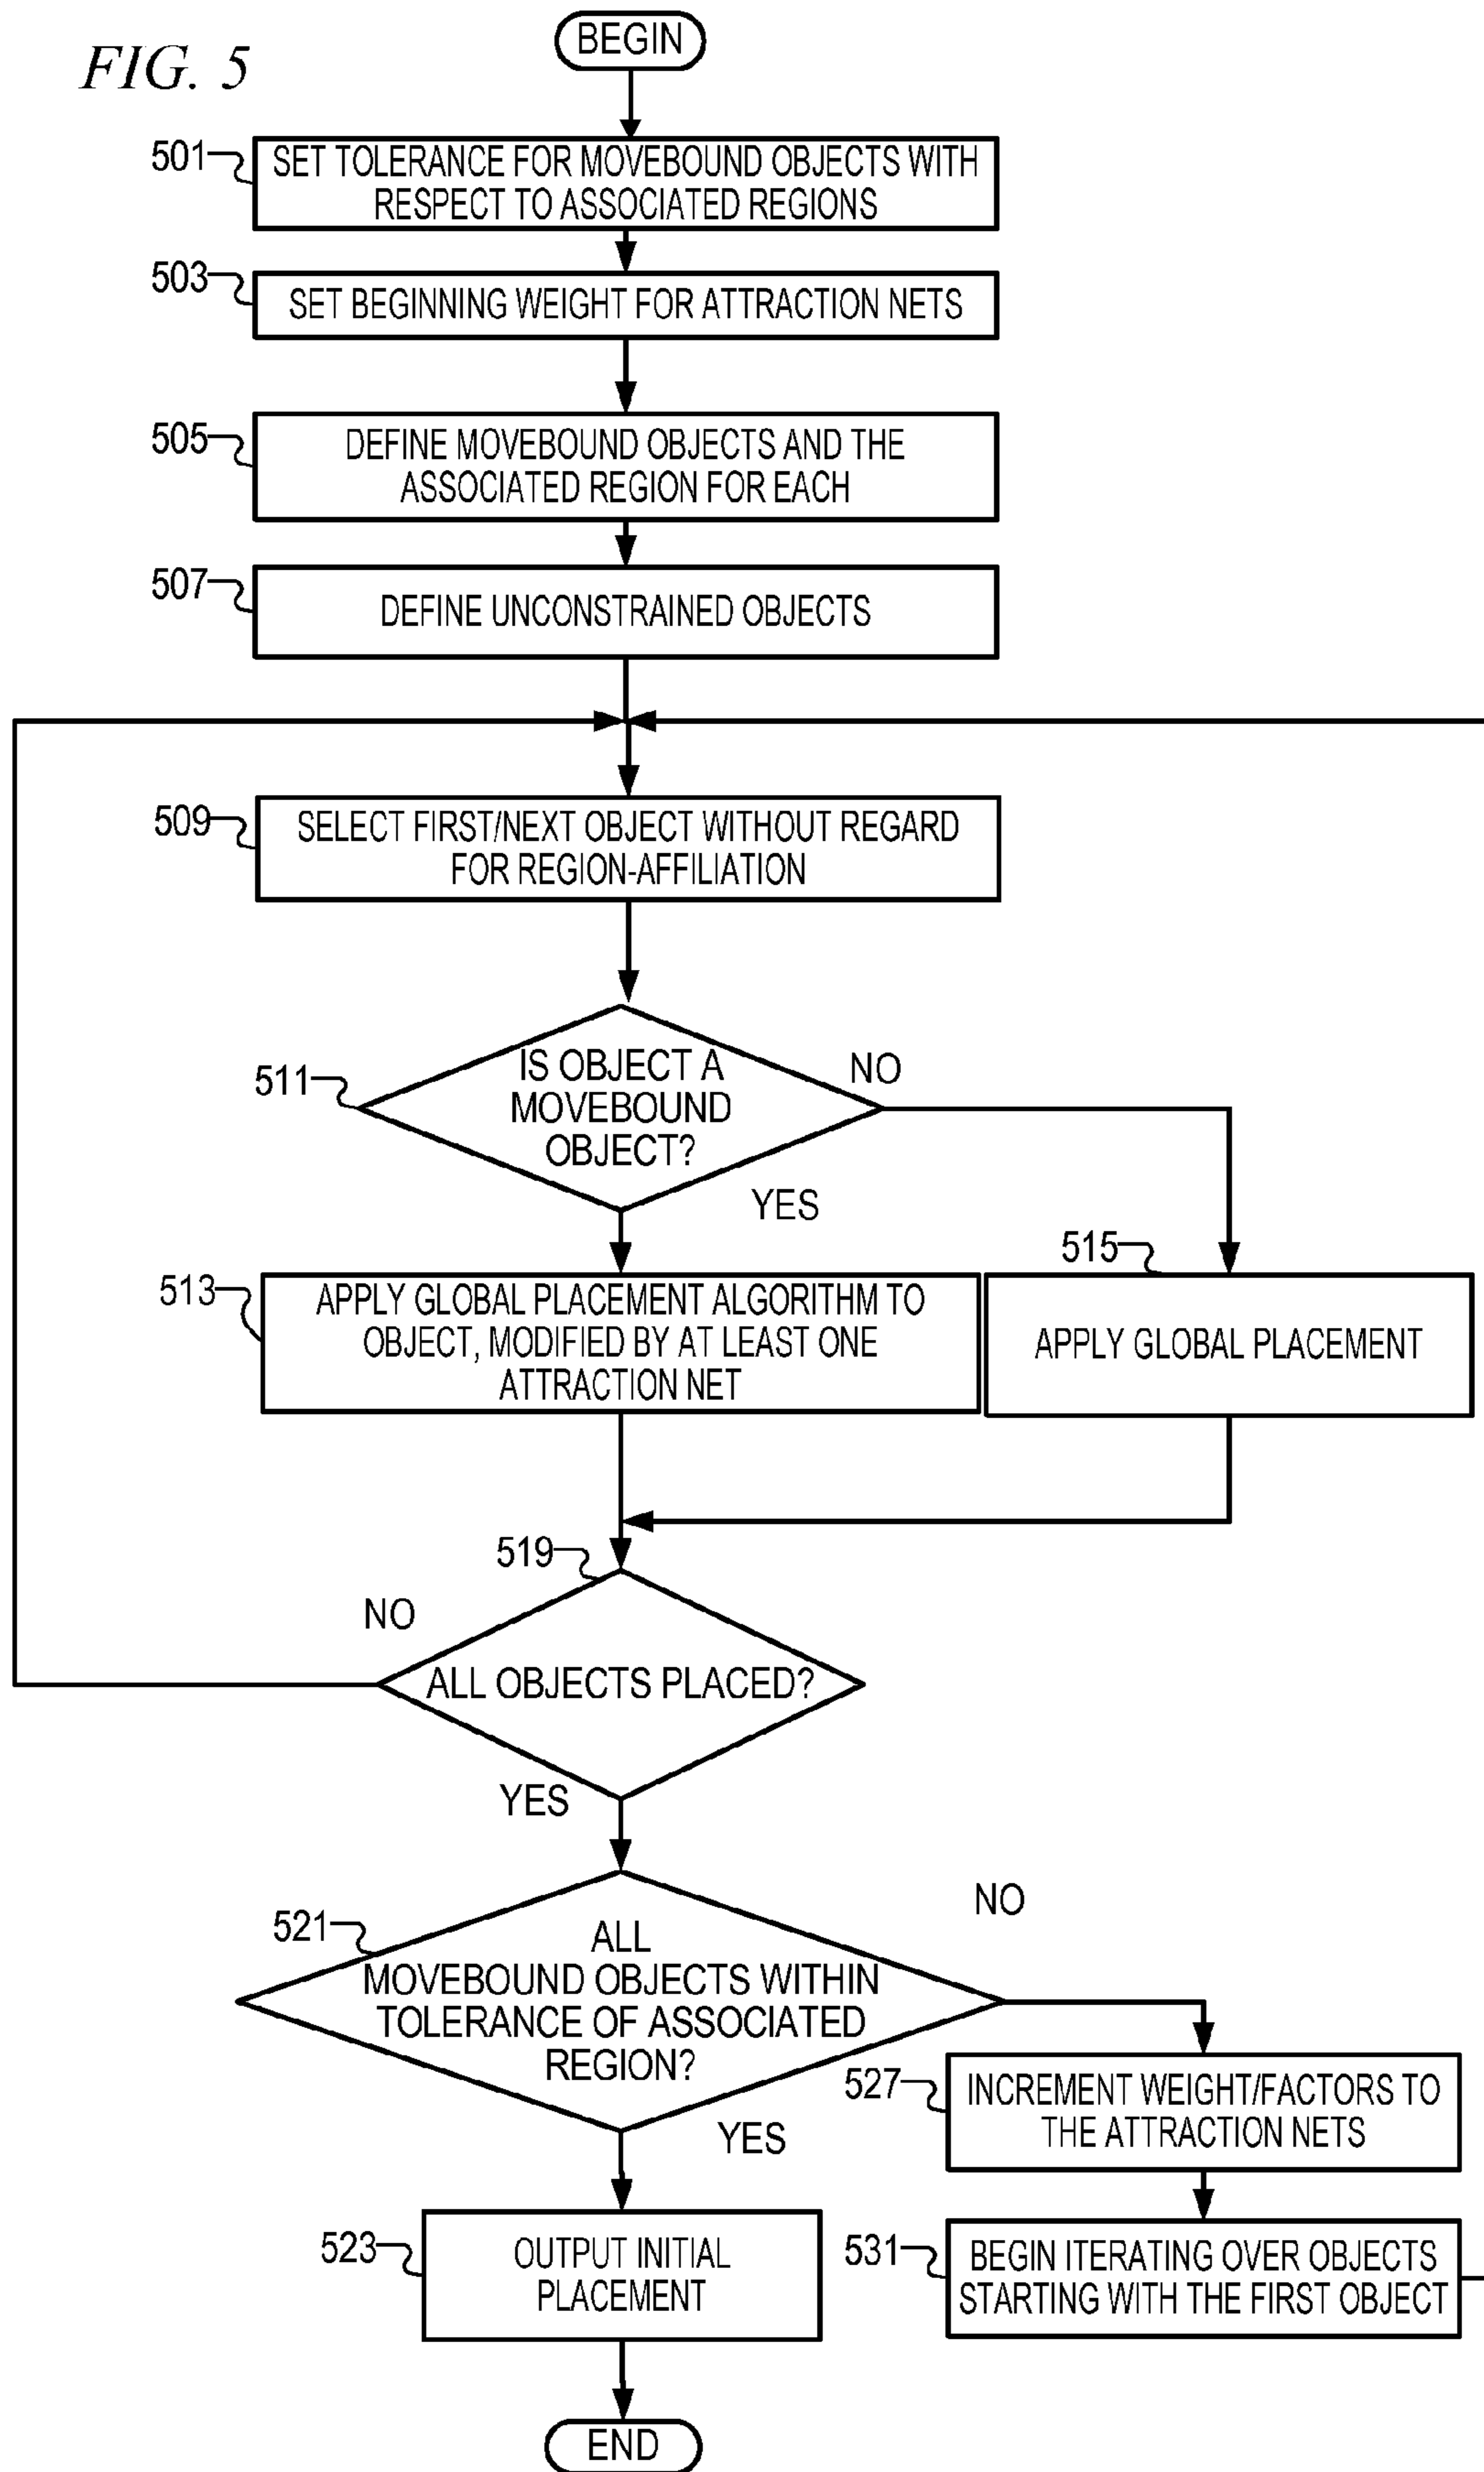 FIG. 5
BEGIN
501
SET TOLERANCE FOR MOVEBOUND OBJECTS WITH
RESPECT TO ASSOCIATED REGIONS
503
SET BEGINNING WEIGHT FOR ATTRACTION NETS
505
DEFINE MOVEBOUND OBJECTS AND THE
ASSOCIATED REGION FOR EACH
507
DEFINE UNCONSTRAINED OBJECTS
509
SELECT FIRST/NEXT OBJECT WITHOUT REGARD
FOR REGION-AFFILIATION
511
IS OBJECT A
MOVEBOUND
OBJECT?
NO
YES
513
APPLY GLOBAL PLACEMENT ALGORITHM TO
OBJECT, MODIFIED BY AT LEAST ONE
ATTRACTION NET
515
APPLY GLOBAL PLACEMENT
519
NO
ALL OBJECTS PLACED?
YES
521
ALL
MOVEBOUND OBJECTS WITHIN
TOLERANCE OF ASSOCIATED
REGION?
NO
YES
527
INCREMENT WEIGHT/FACTORS TO
THE ATTRACTION NETS
523
OUTPUT INITIAL
PLACEMENT
531
BEGIN ITERATING OVER OBJECTS
STARTING WITH THE FIRST OBJECT
END